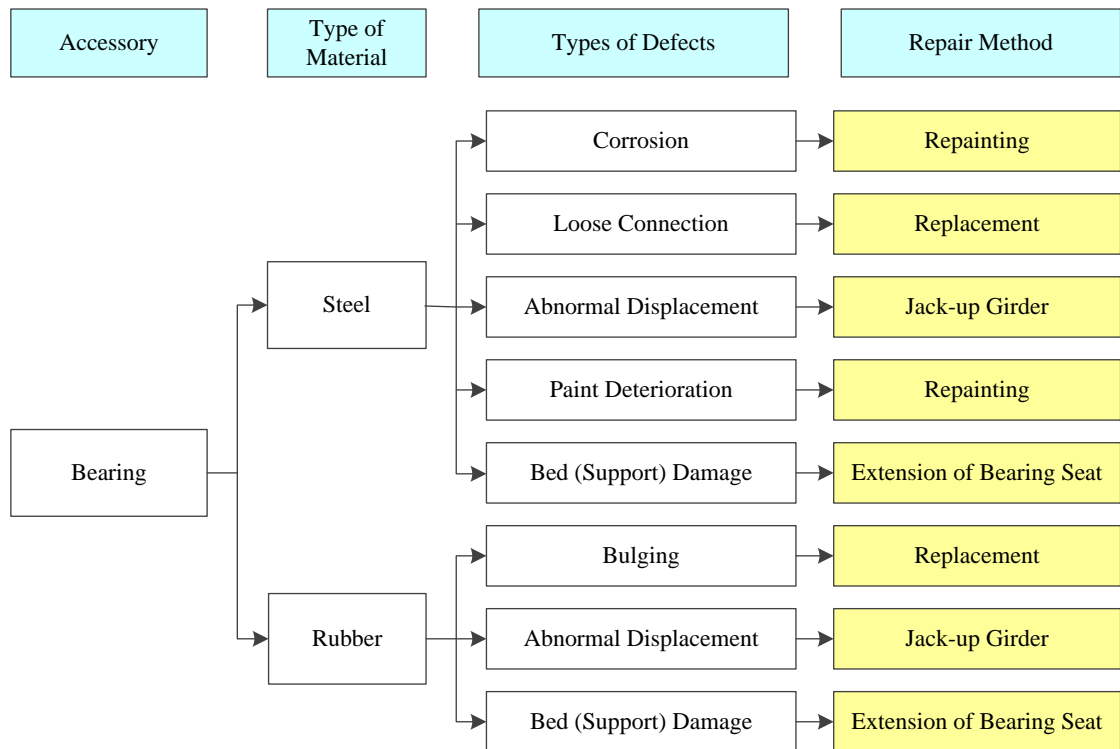 Accessory
Type of
Material
Types of Defects
Repair Method
Corrosion
Repainting
Loose Connection
Replacement
Steel
Abnormal Displacement
Jack-up Girder
Paint Deterioration
Repainting
Bearing
Bed (Support) Damage
Extension of Bearing Seat
Bulging
Replacement
Rubber
Abnormal Displacement
Jack-up Girder
Bed (Support) Damage
Extension of Bearing Seat